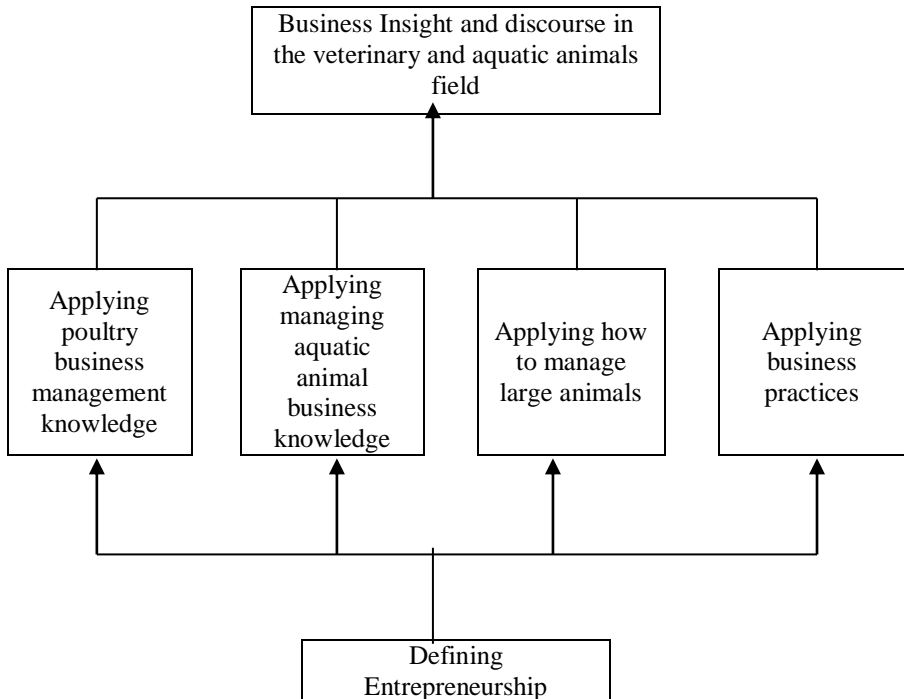 Business Insight and discourse in
the veterinary and aquatic animals
field
Applying
poultry
business
management
knowledge
Applying
managing
aquatic
animal
business
knowledge
Applying how
to manage
large animals
Applying
business
practices
Defining
Entrepreneurship